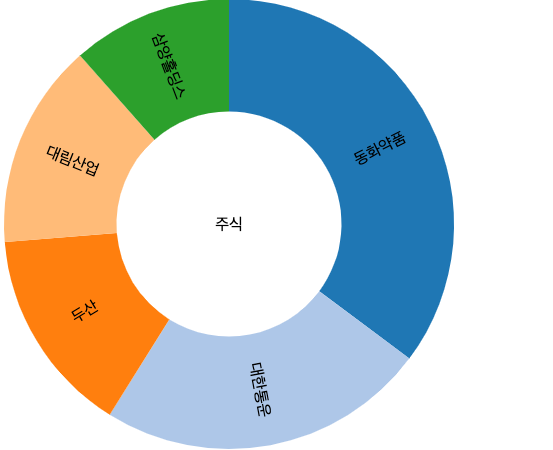 삼양홀딩스
동화약품
대림산업
주식
두산
대한통운